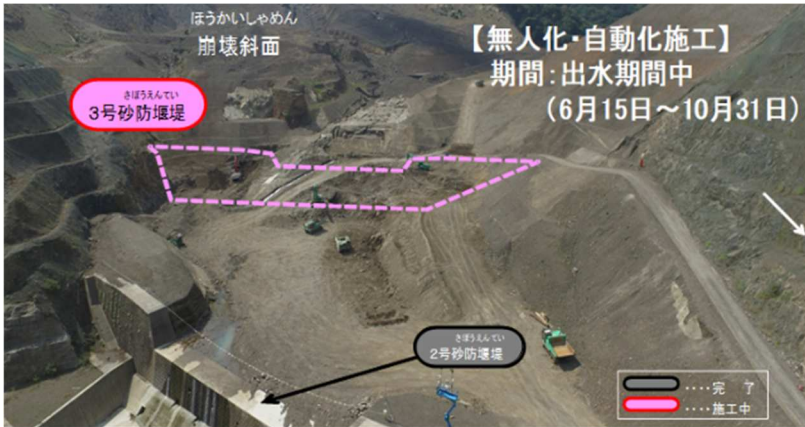 ほうかいしゃめん
崩壊斜面
【無人化・自動化施工】
期間：出水期間中
（6月15日～10月31日）
さぼうえんてい
3号砂防堰堤
さぼうえんてい
2号砂防堰堤
‥‥完　了
‥‥施工中